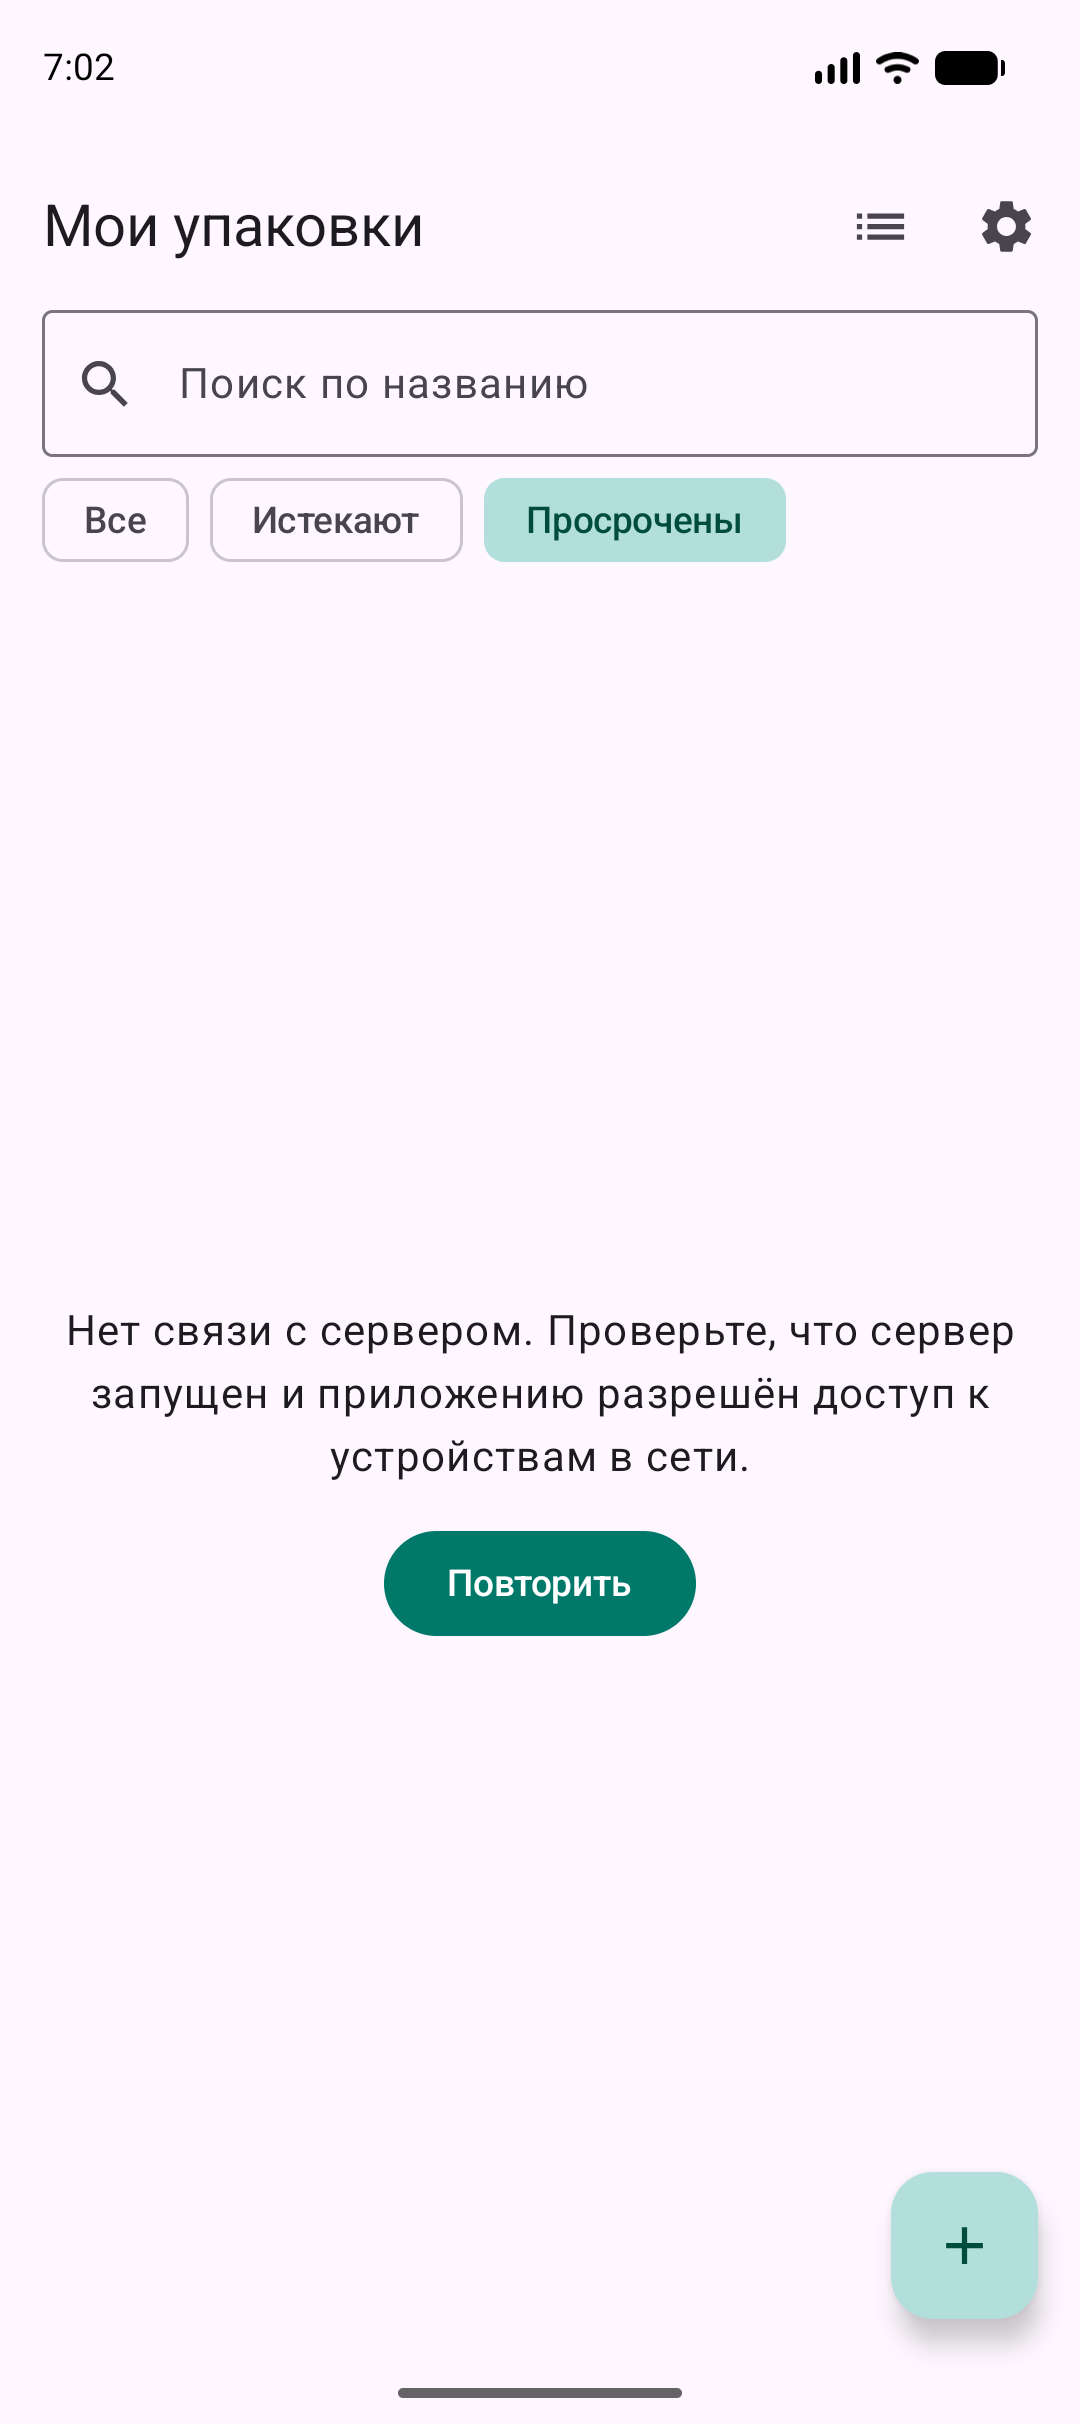 7:02
Мои упаковки
Поиск по названию
Все
Истекают
Просрочены
Нет связи с сервером. Проверьте, что сервер
запущен и приложению разрешён доступ к
устройствам в сети.
Повторить